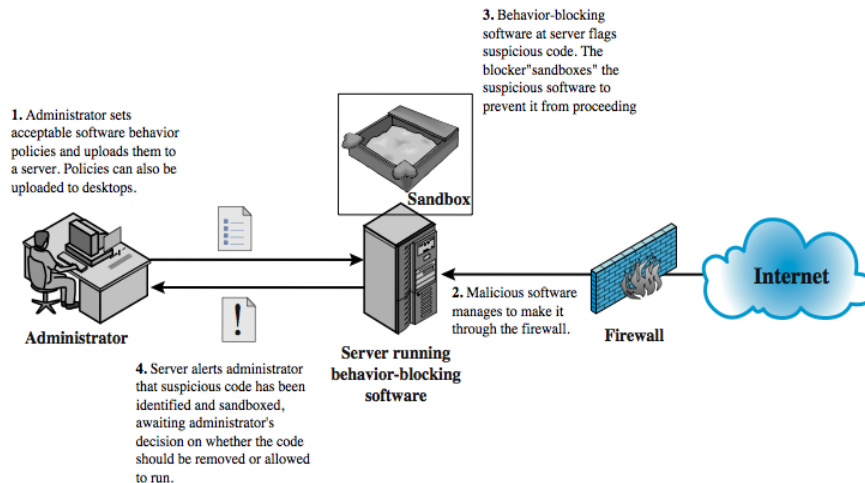 3. Behavior-blocking
software at server flags
suspicious code. The
blocker"sandboxes" the
suspicious software to
prevent it from proceeding
1. Administrator sets
acceptable software behavior
policies and uploads them to
a server. Policies can also be
uploaded to desktops.
Sandbox
Internet
2. Malicious software
manages to make it
through the firewall.
!
Administrator
Firewall
Server running
behavior-blocking
software
4. Server alerts administrator
that suspicious code has been
identified and sandboxed,
awaiting administrator's
decision on whether the code
should be removed or allowed
to run.